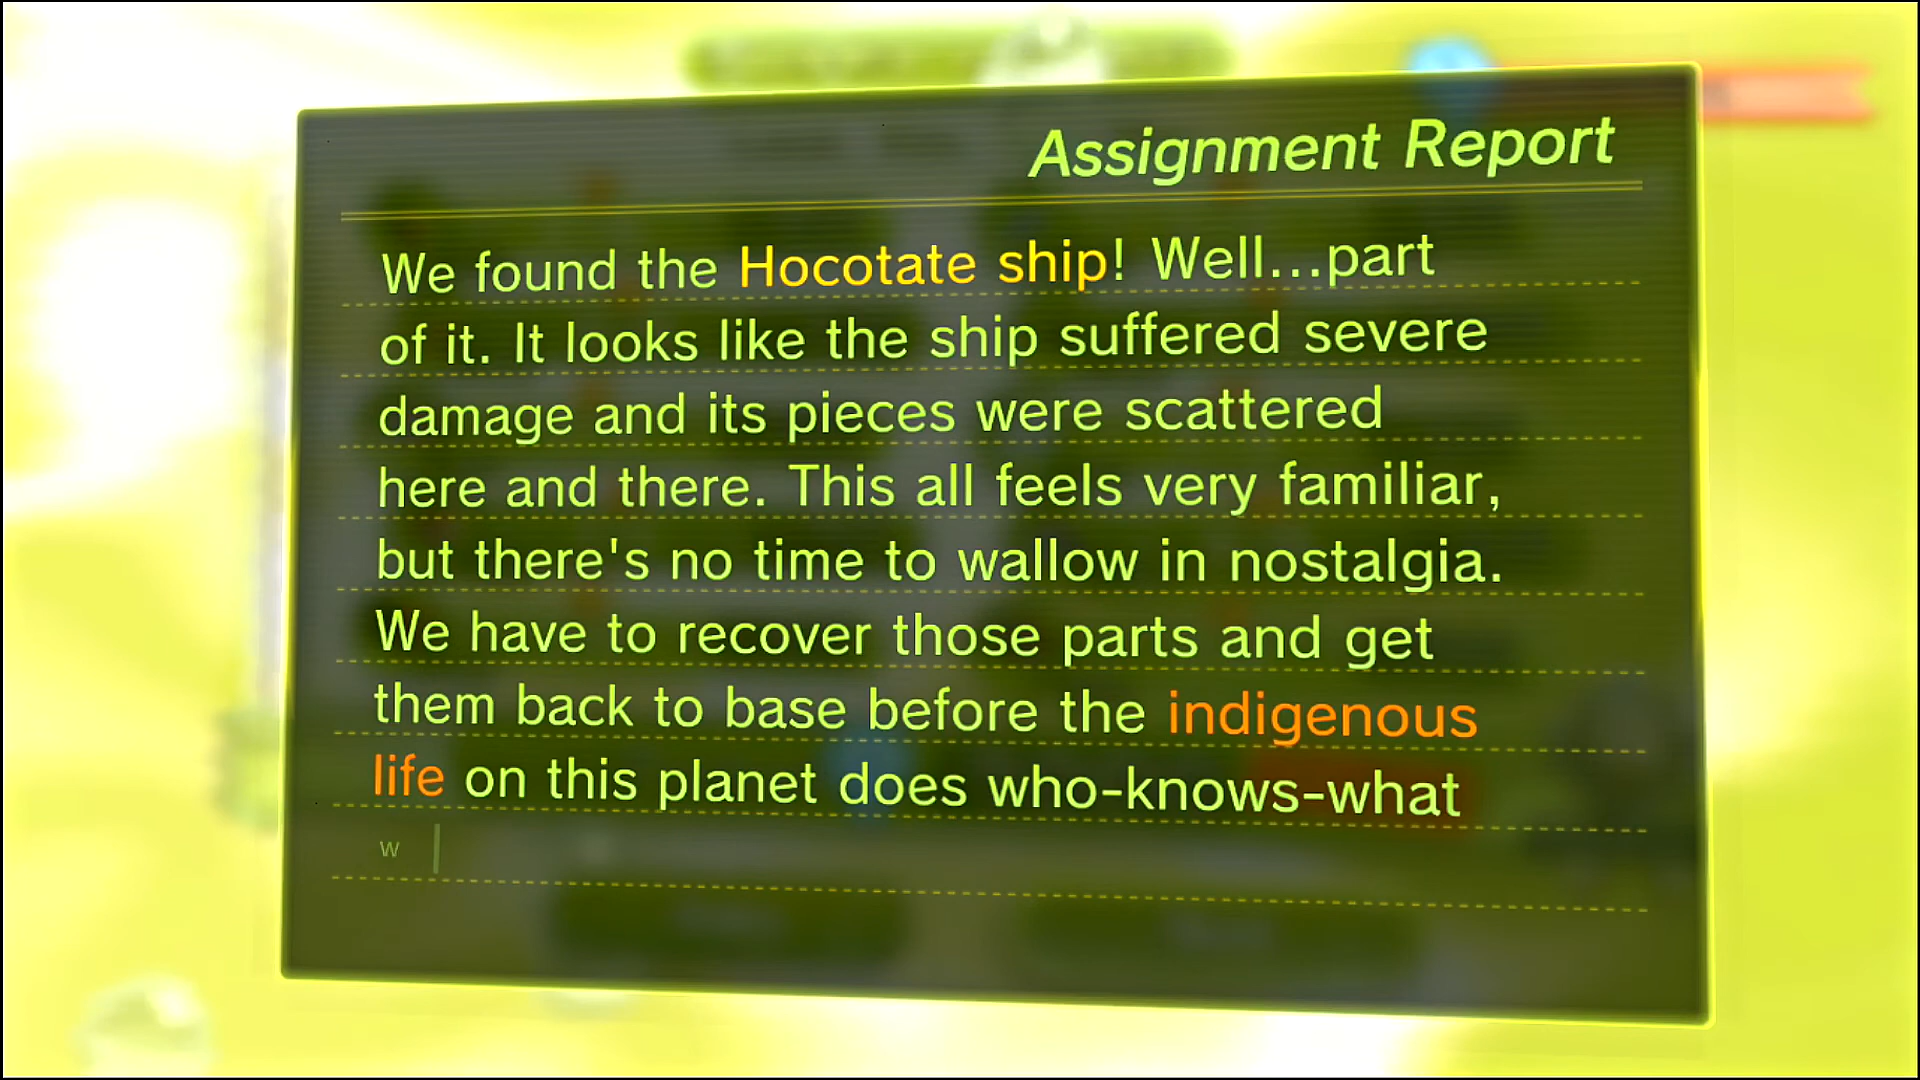 Assignment Report
We found the Hocotate ship! Well...part
of it. It looks like the ship suffered severe
damage and its pieces were scattered
here and there. This all feels very familiar,
but there's no time to wallow in nostalgia.
We have to recover those parts and get
them back to base before the indigenous
life on this planet does who-knows-what
w